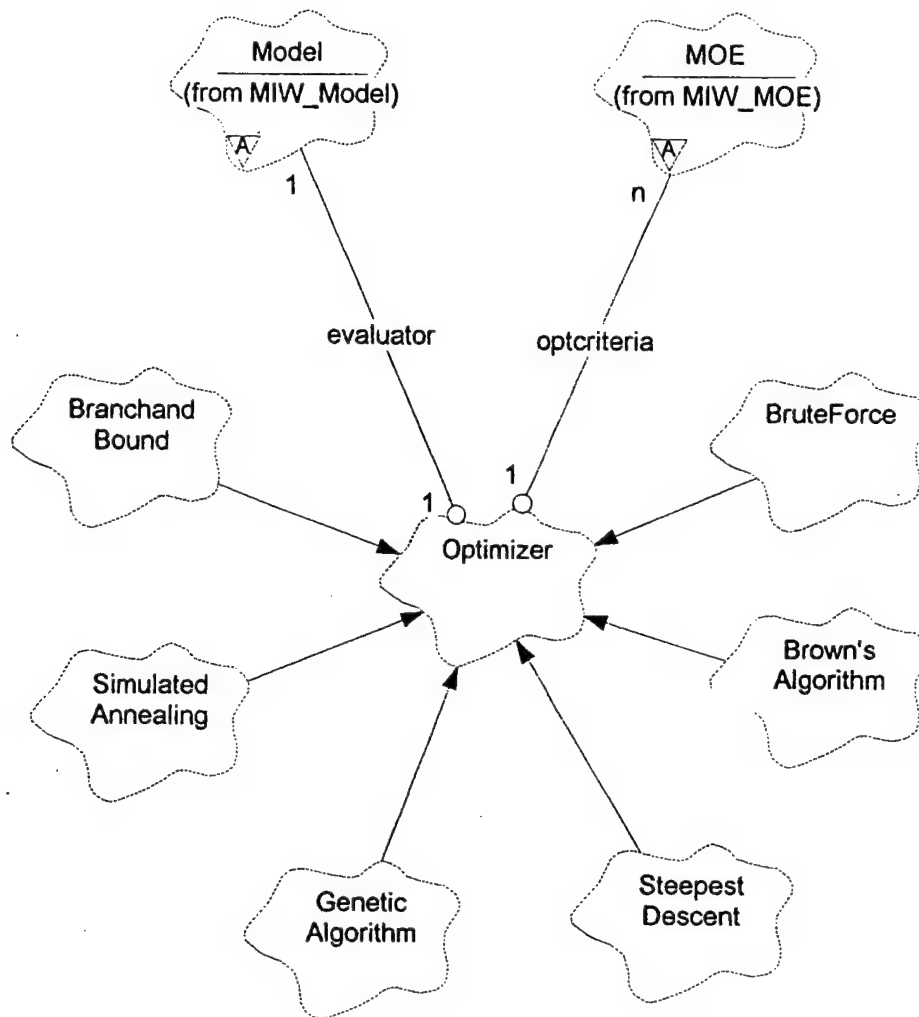 Model
(from MIW_Model)
A
1
MOE
(from MIW_MOE)
A
n
evaluator
optcriteria
Branchand
Bound
BruteForce
1
1
Optimizer
Simulated
Annealing
Brown's
Algorithm
Genetic
Algorithm
Steepest
Descent